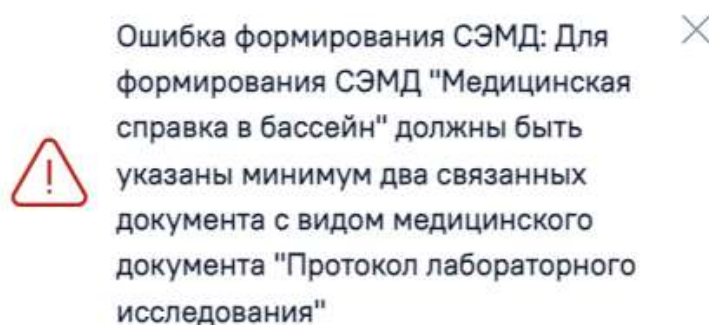 Ошибка формирования СЭМД: Для
формирования СЭМД "Медицинская
справка в бассейн" должны быть
указаны минимум два связанных
документа с видом медицинского
документа "Протокол лабораторного
исследования"